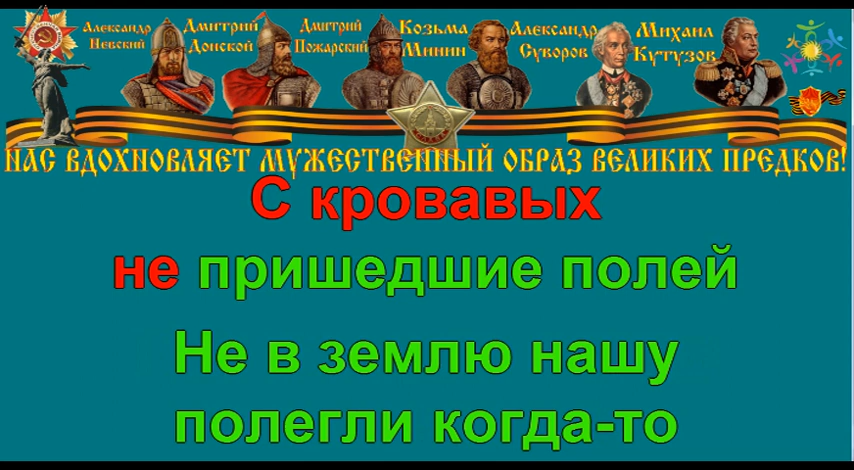 Александр Невский
Дмитрий Донской
Дмитрий Пожарский
Козьма Минин
Александр Суворов
Михаил Кутузов
НАС ВДОХНОВЛЯЕТ МУЖЕСТВЕННЫЙ ОБРАЗ ВЕЛИКИХ ПРЕДКОВ!
С кровавых
не пришедшие полей
Не в землю нашу
полегли когда-то